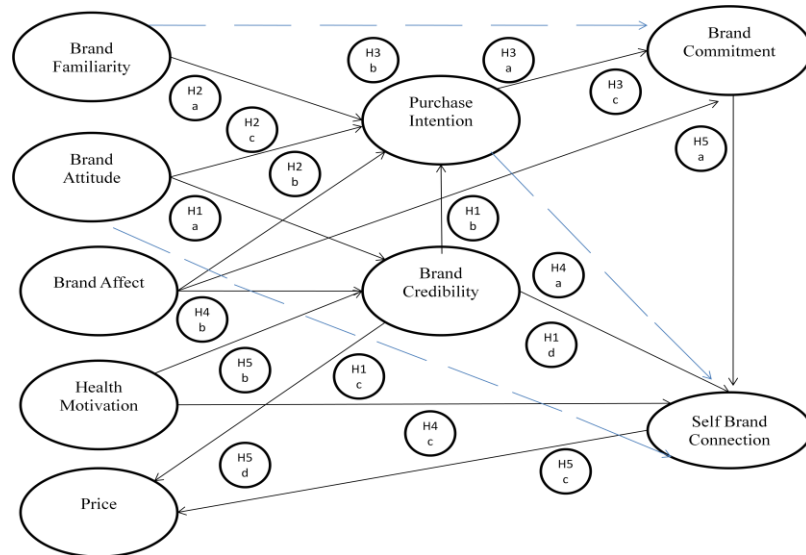 Brand
Familiarity
Brand
Commitment
H3
b
H3
a
H2
a
Purchase
Intention
H3
c
H2
c
Brand
Attitude
H2
b
H5
a
H1
a
H1
b
Brand Affect
Brand
Credibility
H4
a
H4
b
H1
d
H5
b
H1
c
Health
Motivation
Self Brand
Connection
H4
c
H5
d
H5
c
Price